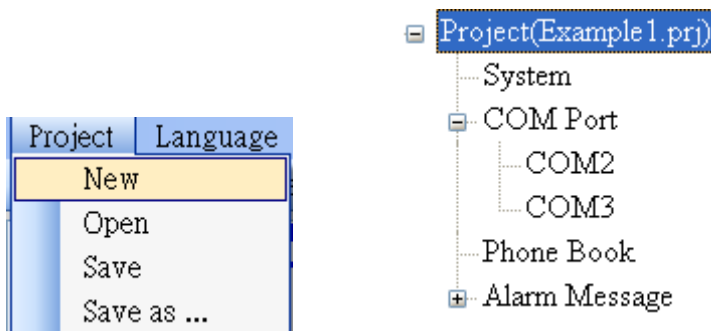 Project Language
New
Open
Save
Save as ...
Project(Example1.prj)
System
COM Port
COM2
COM3
Phone Book
Alarm Message